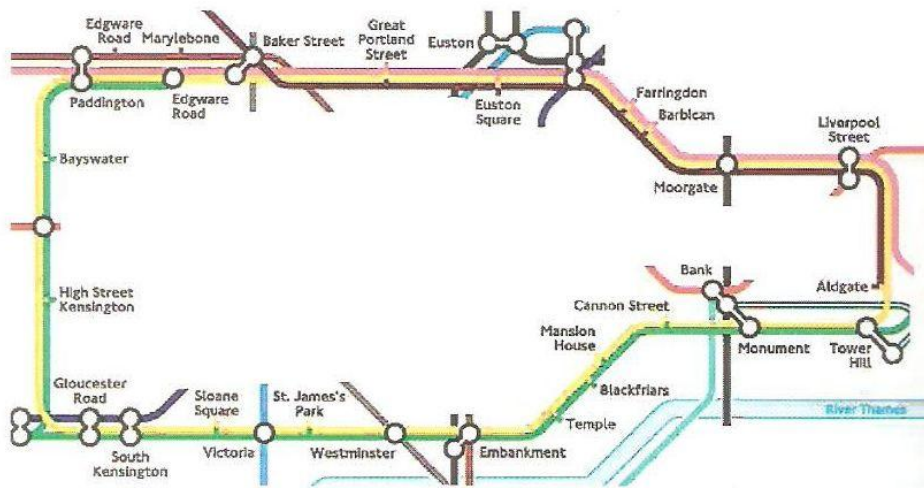 Edgware
Road
Marylebone
Baker Street
Great
Portland
Street
Euston
Paddington
Edgware
Road
Euston
Square
Farringdon
Barbican
Liverpool
Street
Moorgate
Bayswater
High Street
Kensington
Bank
Aldgate
Cannon Street
Mansion
House
Monument
Tower
Hill
Gloucester
Road
Sloane
Square
St. James's
Park
Blackfriars
Temple
River Thames
South
Kensington
Victoria
Westminster
Embankment